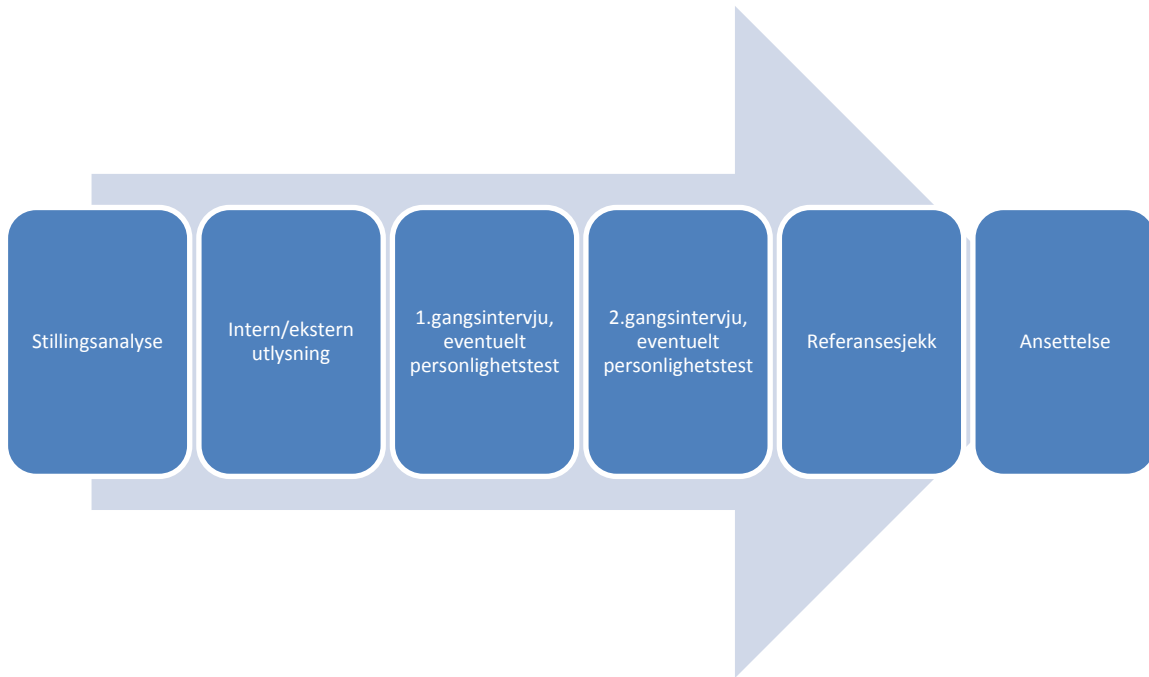 Stillingsanalyse
Intern/ekstern
utlysning
1.gangsintervju,
eventuelt
personlighetstest
2.gangsintervju,
eventuelt
personlighetstest
Referansesjekk
Ansettelse